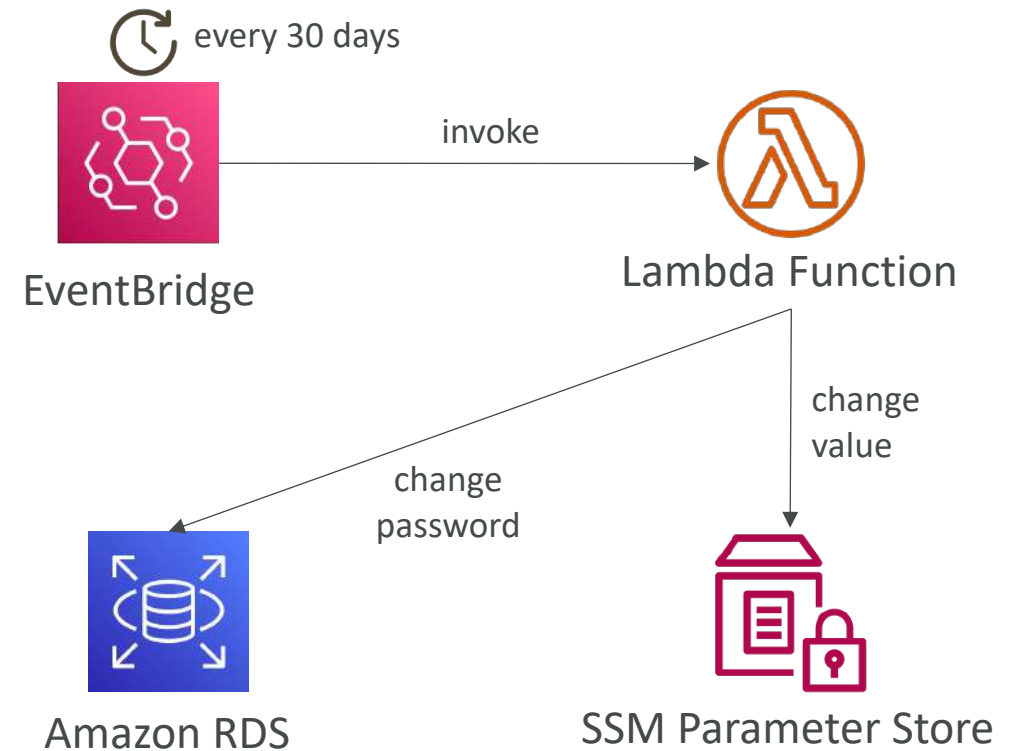 every 30 days
invoke
EventBridge
Lambda Function
change
value
change
password
Amazon RDS
SSM Parameter Store